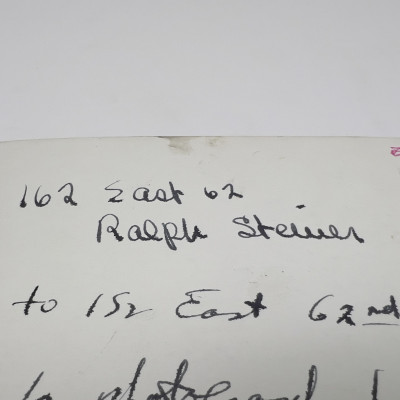 162 East 62
Ralph Steiner
to 152 East 62nd